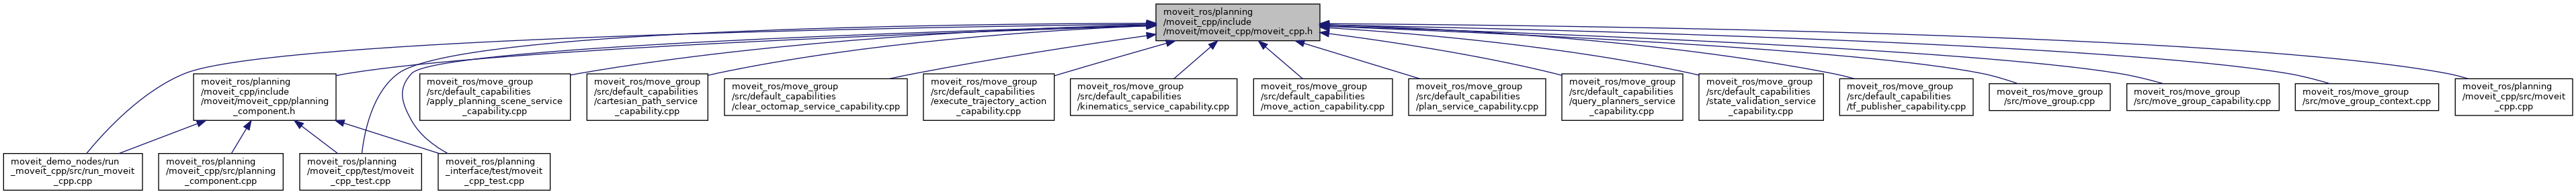 moveit_ros/planning
/moveit_cpp/include
/moveit/moveit_cpp/moveit_cpp.h
moveit_ros/planning
/moveit_cpp/include
/moveit/moveit_cpp/planning
_component.h
moveit_ros/move_group
/src/default_capabilities
/apply_planning_scene_service
_capability.cpp
moveit_ros/move_group
/src/default_capabilities
/cartesian_path_service
_capability.cpp
moveit_ros/move_group
/src/default_capabilities
/clear_octomap_service_capability.cpp
moveit_ros/move_group
/src/default_capabilities
/execute_trajectory_action
_capability.cpp
moveit_ros/move_group
/src/default_capabilities
/kinematics_service_capability.cpp
moveit_ros/move_group
/src/default_capabilities
/move_action_capability.cpp
moveit_ros/move_group
/src/default_capabilities
/plan_service_capability.cpp
moveit_ros/move_group
/src/default_capabilities
/query_planners_service
_capability.cpp
moveit_ros/move_group
/src/default_capabilities
/state_validation_service
_capability.cpp
moveit_ros/move_group
/src/default_capabilities
/tf_publisher_capability.cpp
moveit_ros/move_group
/src/move_group.cpp
moveit_ros/move_group
/src/move_group_capability.cpp
moveit_ros/move_group
/src/move_group_context.cpp
moveit_ros/planning
/moveit_cpp/src/moveit
_cpp.cpp
moveit_demo_nodes/run
_moveit_cpp/src/run_moveit
_cpp.cpp
moveit_ros/planning
/moveit_cpp/src/planning
_component.cpp
moveit_ros/planning
/moveit_cpp/test/moveit
_cpp_test.cpp
moveit_ros/planning
_interface/test/moveit
_cpp_test.cpp